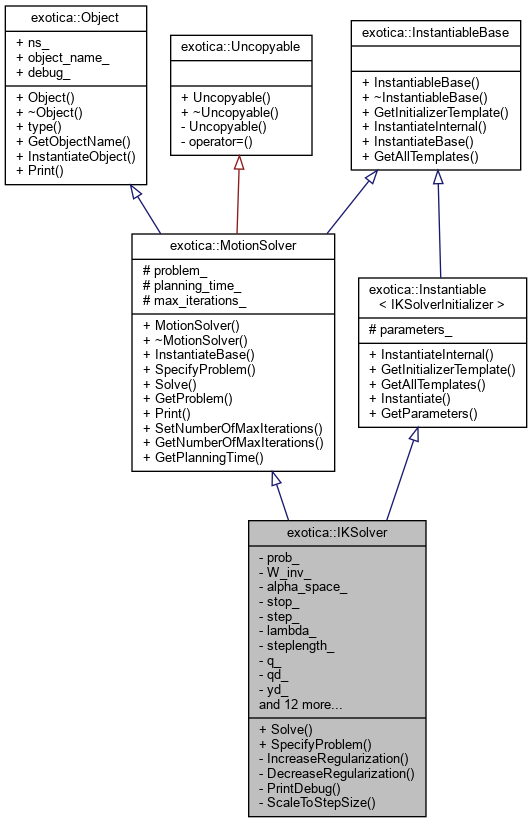 exotica::Object
+ ns_
+ object_name_
+ debug_
+ Object()
+ ~Object()
+ type()
+ GetObjectName()
+ InstantiateObject()
+ Print()
exotica::Uncopyable
+ Uncopyable()
+ ~Uncopyable()
- Uncopyable()
- operator=()
exotica::InstantiableBase
+ InstantiableBase()
+ ~InstantiableBase()
+ GetInitializerTemplate()
+ InstantiateInternal()
+ InstantiateBase()
+ GetAllTemplates()
exotica::MotionSolver
# problem_
# planning_time_
# max_iterations_
+ MotionSolver()
+ ~MotionSolver()
+ InstantiateBase()
+ SpecifyProblem()
+ Solve()
+ GetProblem()
+ Print()
+ SetNumberOfMaxIterations()
+ GetNumberOfMaxIterations()
+ GetPlanningTime()
exotica::Instantiable
< IKSolverInitializer >
# parameters_
+ InstantiateInternal()
+ GetInitializerTemplate()
+ GetAllTemplates()
+ Instantiate()
+ GetParameters()
exotica::IKSolver
- prob_
- W_inv_
- alpha_space_
- stop_
- step_
- lambda_
- steplength_
- q_
- qd_
- yd_
and 12 more...
+ Solve()
+ SpecifyProblem()
- IncreaseRegularization()
- DecreaseRegularization()
- PrintDebug()
- ScaleToStepSize()